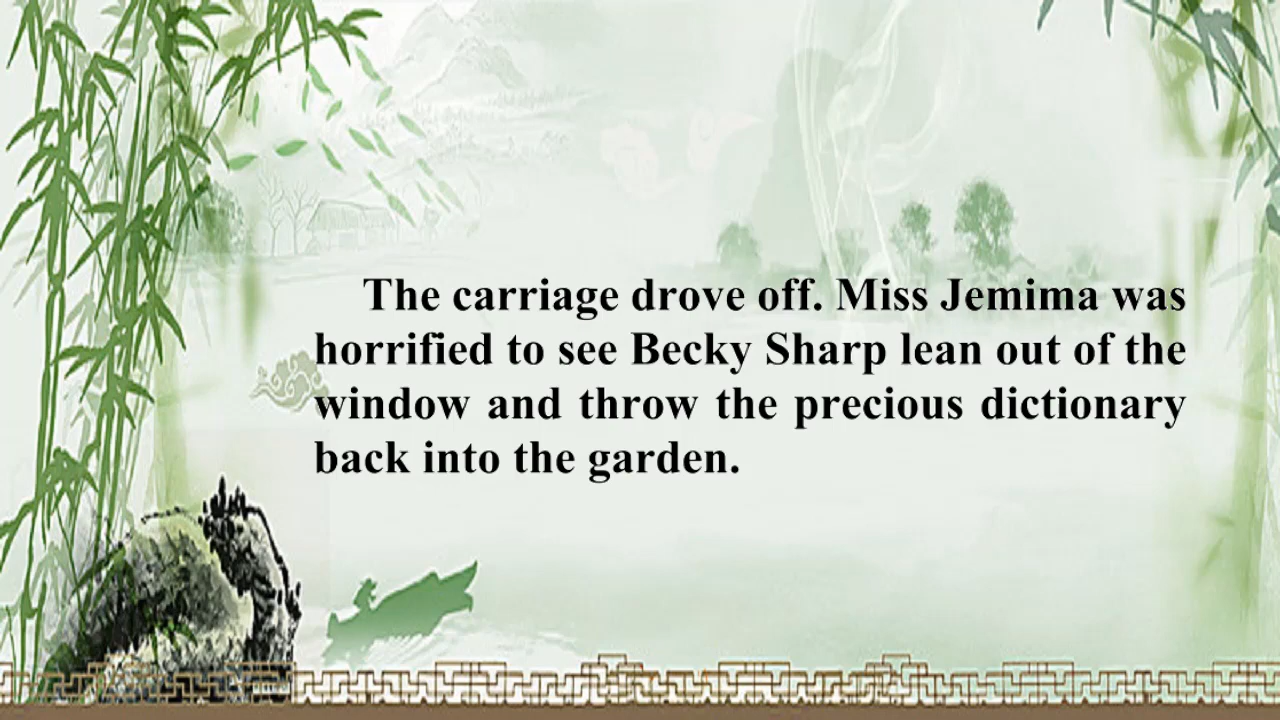 The carriage drove off. Miss Jemima was
horrified to see Becky Sharp lean out of the
window and throw the precious dictionary
back into the garden.